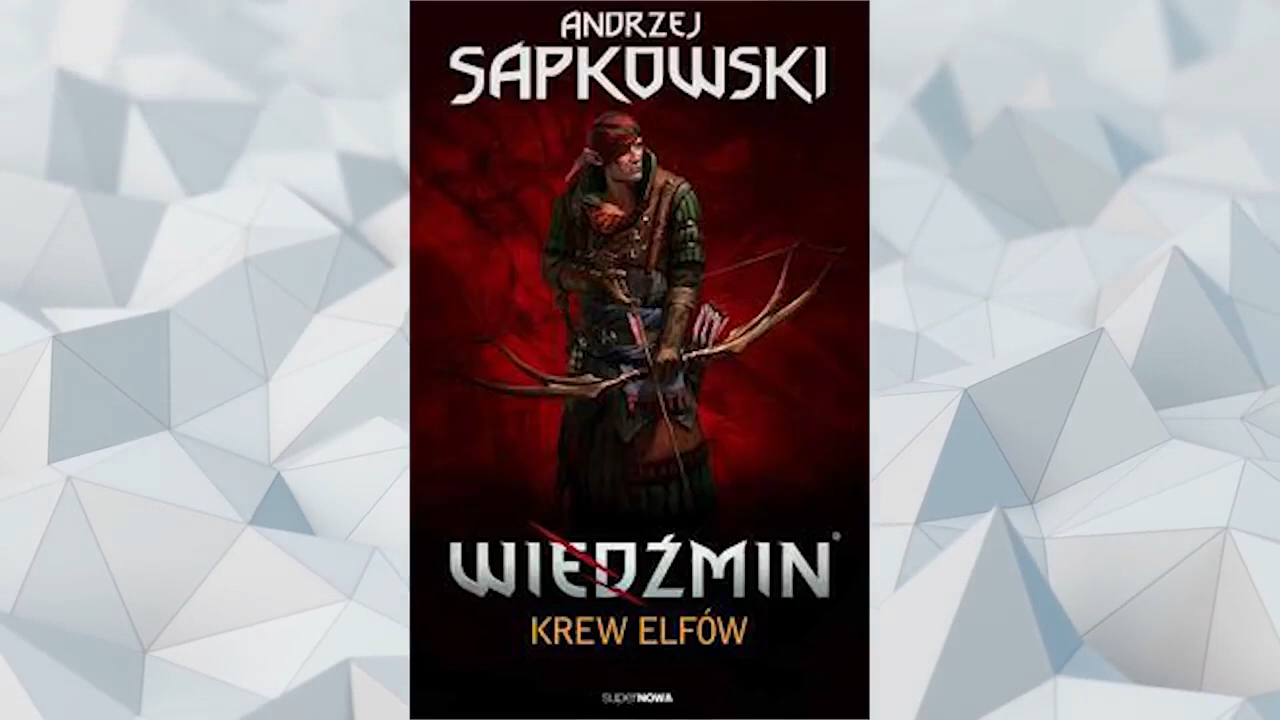 ANDRZEJ
SAPKOWSKI
WIEDŹMIN®
KREW ELFÓW
superNOWA